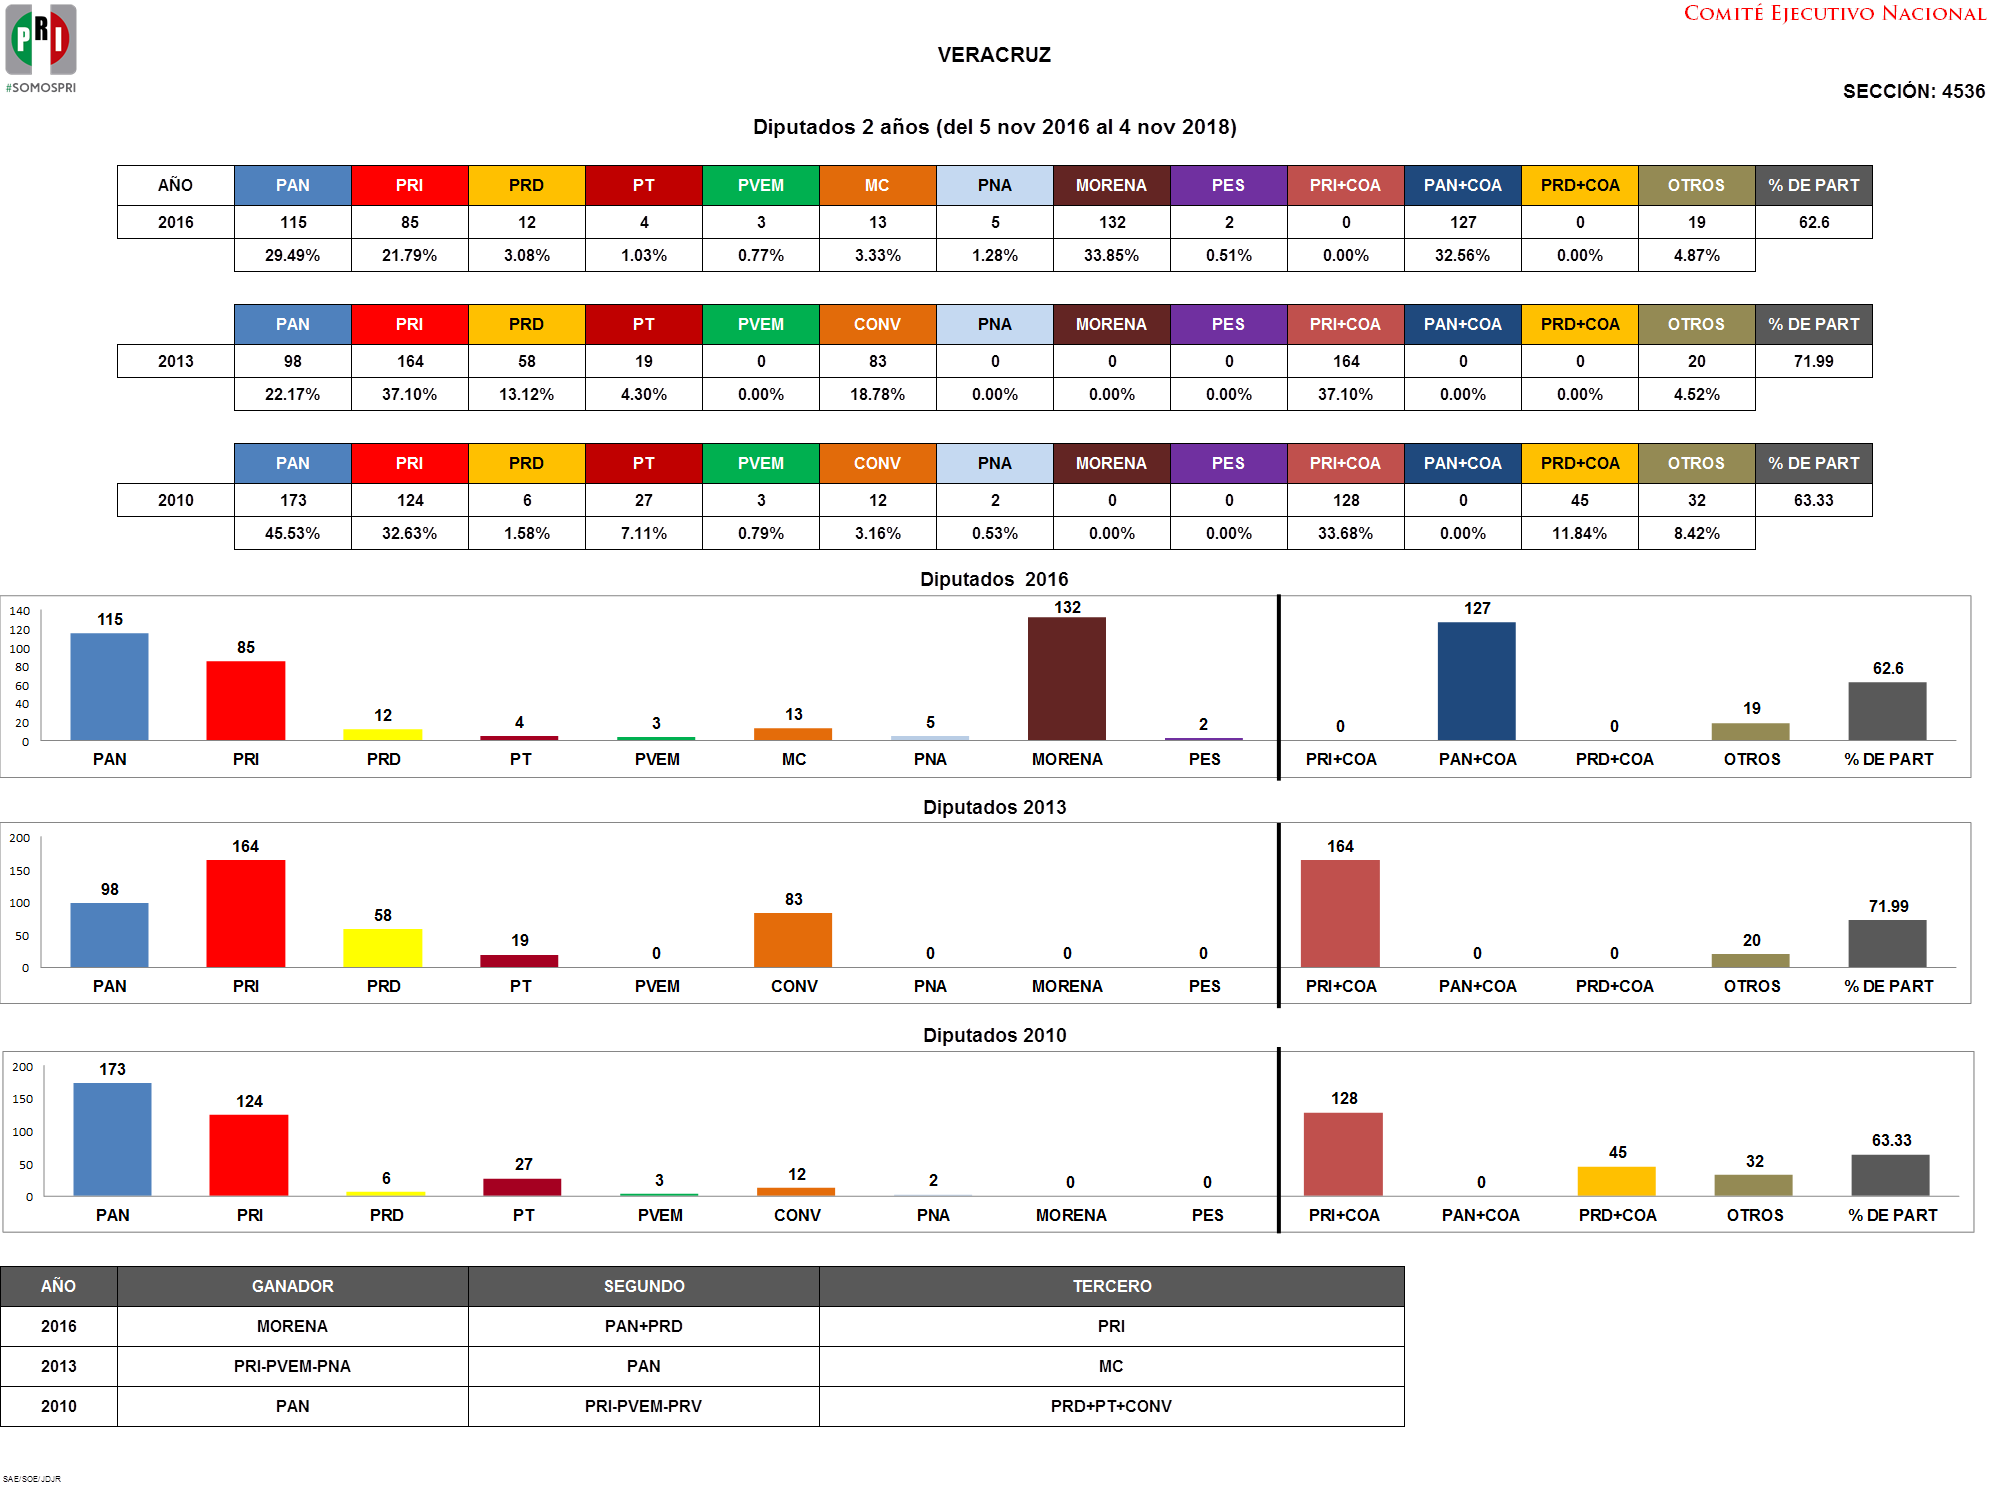 COMITÉ EJECUTIVO NACIONAL
PRI
#SOMOSPRI
VERACRUZ
SECCIÓN: 4536
Diputados 2 años (del 5 nov 2016 al 4 nov 2018)
AÑO PAN PRI PRD PT PVEM MC PNA MORENA PES PRI+COA PAN+COA PRD+COA OTROS % DE PART
2016 115 85 12 4 3 13 5 132 2 0 127 0 19 62.6
29.49% 21.79% 3.08% 1.03% 0.77% 3.33% 1.28% 33.85% 0.51% 0.00% 32.56% 0.00% 4.87%
PAN PRI PRD PT PVEM CONV PNA MORENA PES PRI+COA PAN+COA PRD+COA OTROS % DE PART
2013 98 164 58 19 0 83 0 0 0 164 0 0 20 71.99
22.17% 37.10% 13.12% 4.30% 0.00% 18.78% 0.00% 0.00% 0.00% 37.10% 0.00% 0.00% 4.52%
PAN PRI PRD PT PVEM CONV PNA MORENA PES PRI+COA PAN+COA PRD+COA OTROS % DE PART
2010 173 124 6 27 3 12 2 0 0 128 0 45 32 63.33
45.53% 32.63% 1.58% 7.11% 0.79% 3.16% 0.53% 0.00% 0.00% 33.68% 0.00% 11.84% 8.42%
Diputados 2016
140
120
100
80
60
40
20
0
115 85 12 4 3 13 5 132 2 0 127 0 19 62.6
PAN PRI PRD PT PVEM MC PNA MORENA PES PRI+COA PAN+COA PRD+COA OTROS % DE PART
Diputados 2013
200
150
100
50
0
98 164 58 19 0 83 0 0 0 164 0 0 20 71.99
PAN PRI PRD PT PVEM CONV PNA MORENA PES PRI+COA PAN+COA PRD+COA OTROS % DE PART
Diputados 2010
200
150
100
50
0
173 124 6 27 3 12 2 0 0 128 0 45 32 63.33
PAN PRI PRD PT PVEM CONV PNA MORENA PES PRI+COA PAN+COA PRD+COA OTROS % DE PART
AÑO GANADOR SEGUNDO TERCERO
2016 MORENA PAN+PRD PRI
2013 PRI-PVEM-PNA PAN MC
2010 PAN PRI-PVEM-PRV PRD+PT+CONV
SAE/SOE/JDJR